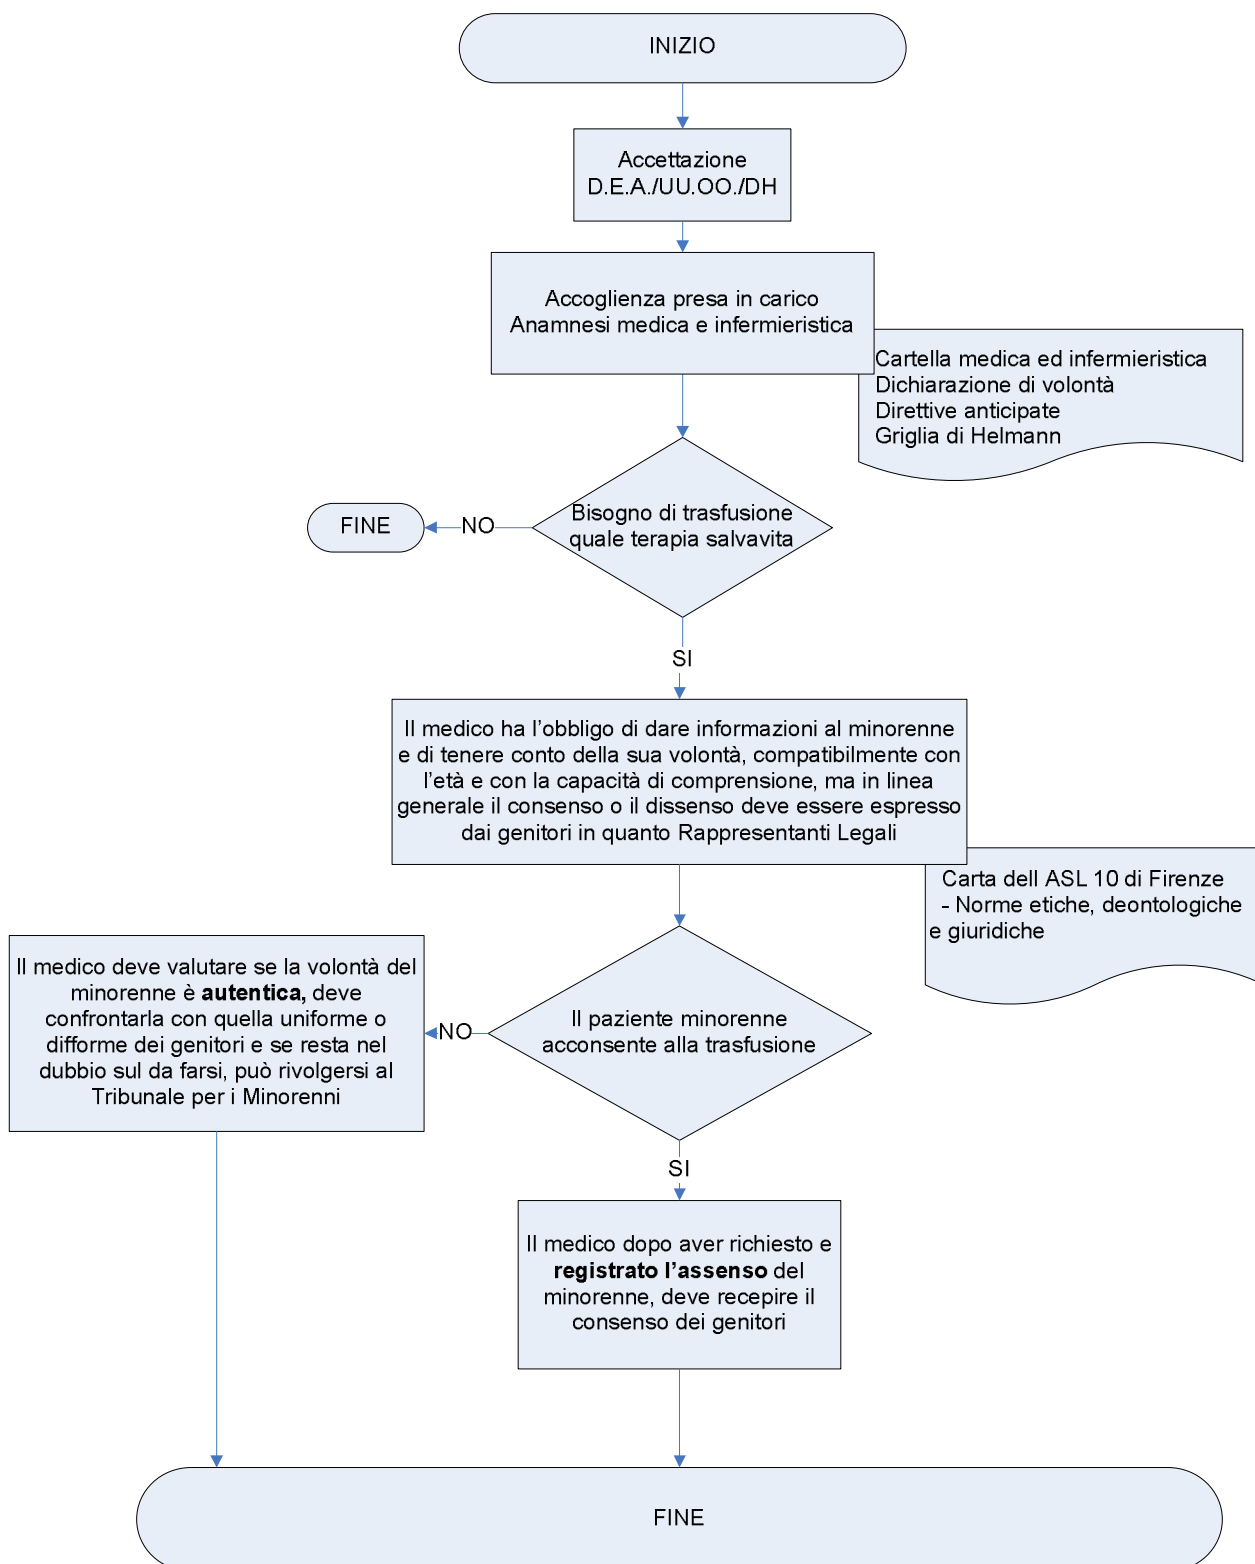 INIZIO
Accettazione
D.E.A./UU.OO./DH
Accoglienza presa in carico
Anamnesi medica e infermieristica
Cartella medica ed infermieristica
Dichiarazione di volontà
Direttive anticipate
Griglia di Helmann
Bisogno di trasfusione
quale terapia salvavita
NO
FINE
SI
Il medico ha l’obbligo di dare informazioni al minorenne
e di tenere conto della sua volontà, compatibilmente con
l’età e con la capacità di comprensione, ma in linea
generale il consenso o il dissenso deve essere espresso
dai genitori in quanto Rappresentanti Legali
Carta dell ASL 10 di Firenze
- Norme etiche, deontologiche
e giuridiche
Il paziente minorenne
acconsente alla trasfusione
NO
Il medico deve valutare se la volontà del
minorenne è autentica, deve
confrontarla con quella uniforme o
difforme dei genitori e se resta nel
dubbio sul da farsi, può rivolgersi al
Tribunale per i Minorenni
SI
Il medico dopo aver richiesto e
registrato l’assenso del
minorenne, deve recepire il
consenso dei genitori
FINE